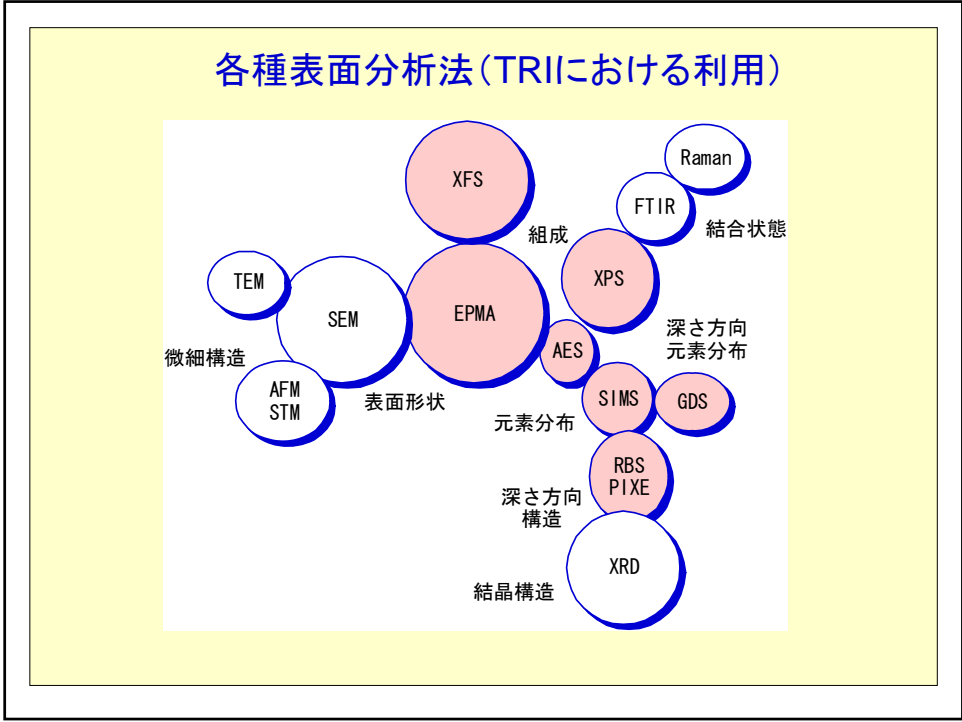 各種表面分析法(TRIにおける利用)
Raman
XFS
FTIR
結合状態
組成
TEM
XPS
SEM
EPMA
深さ方向
元素分布
AES
微細構造
AFM
STM
表面形状
SIMS
GDS
元素分布
RBS
PIXE
深さ方向
構造
XRD
結晶構造